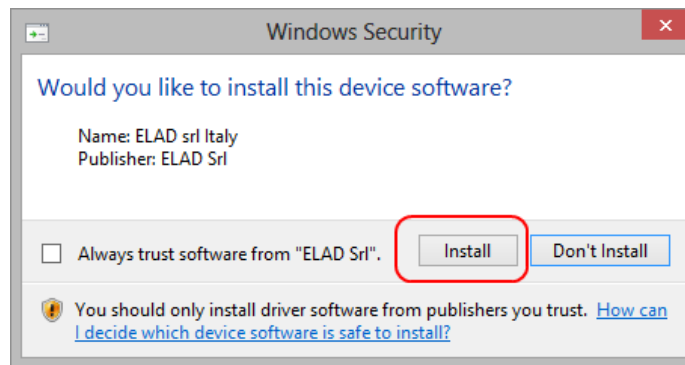 Windows Security
Would you like to install this device software?
Name: ELAD srl Italy
Publisher: ELAD Srl
Always trust software from "ELAD Srl".
Install
Don't Install
You should only install driver software from publishers you trust. How can
I decide which device software is safe to install?